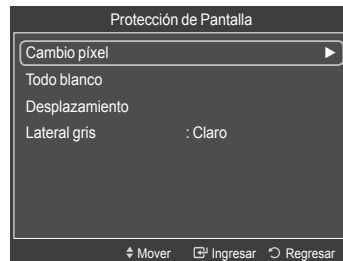 Protección de Pantalla
Cambio píxel ►
Todo blanco
Desplazamiento
Lateral gris : Claro
Mover Ingresar Regresar